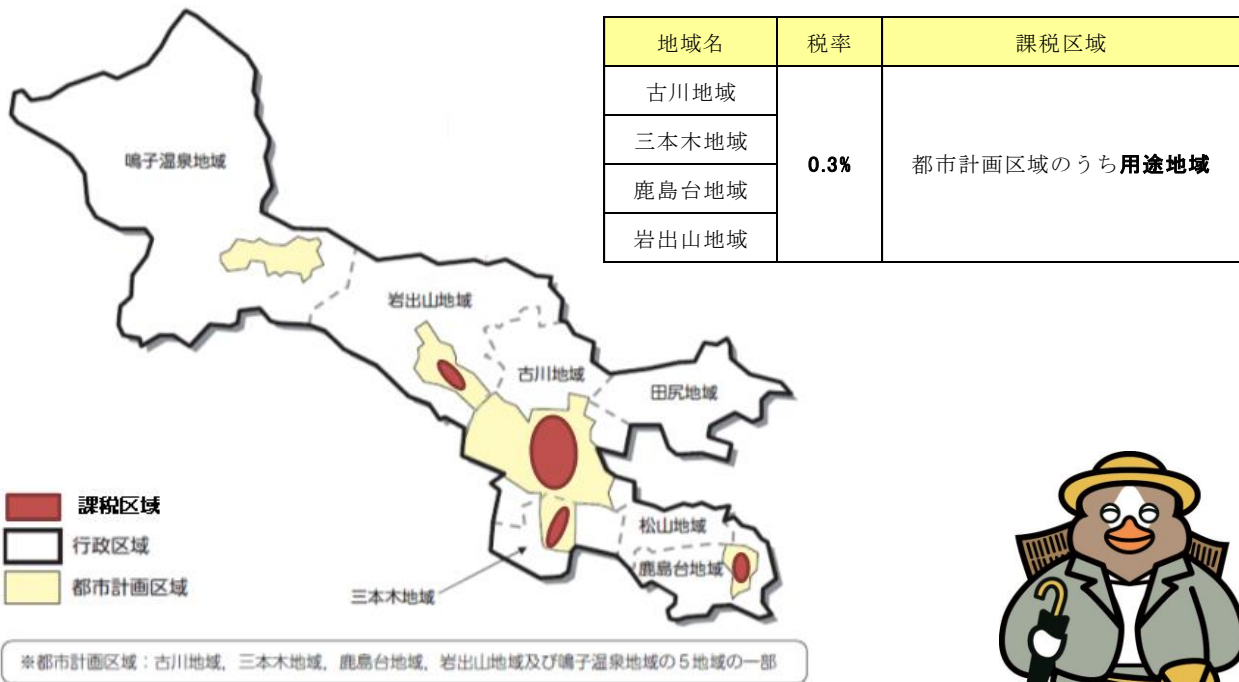 地域名 税率 課税区域
古川地域
三本木地域
鹿島台地域
岩出山地域
0.3%
都市計画区域のうち用途地域
鳴子温泉地域
岩出山地域
古川地域
田尻地域
松山地域
鹿島台地域
三本木地域
課税区域
行政区域
都市計画区域
※都市計画区域：古川地域，三本木地域，鹿島台地域，岩出山地域及び鳴子温泉地域の5地域の一部